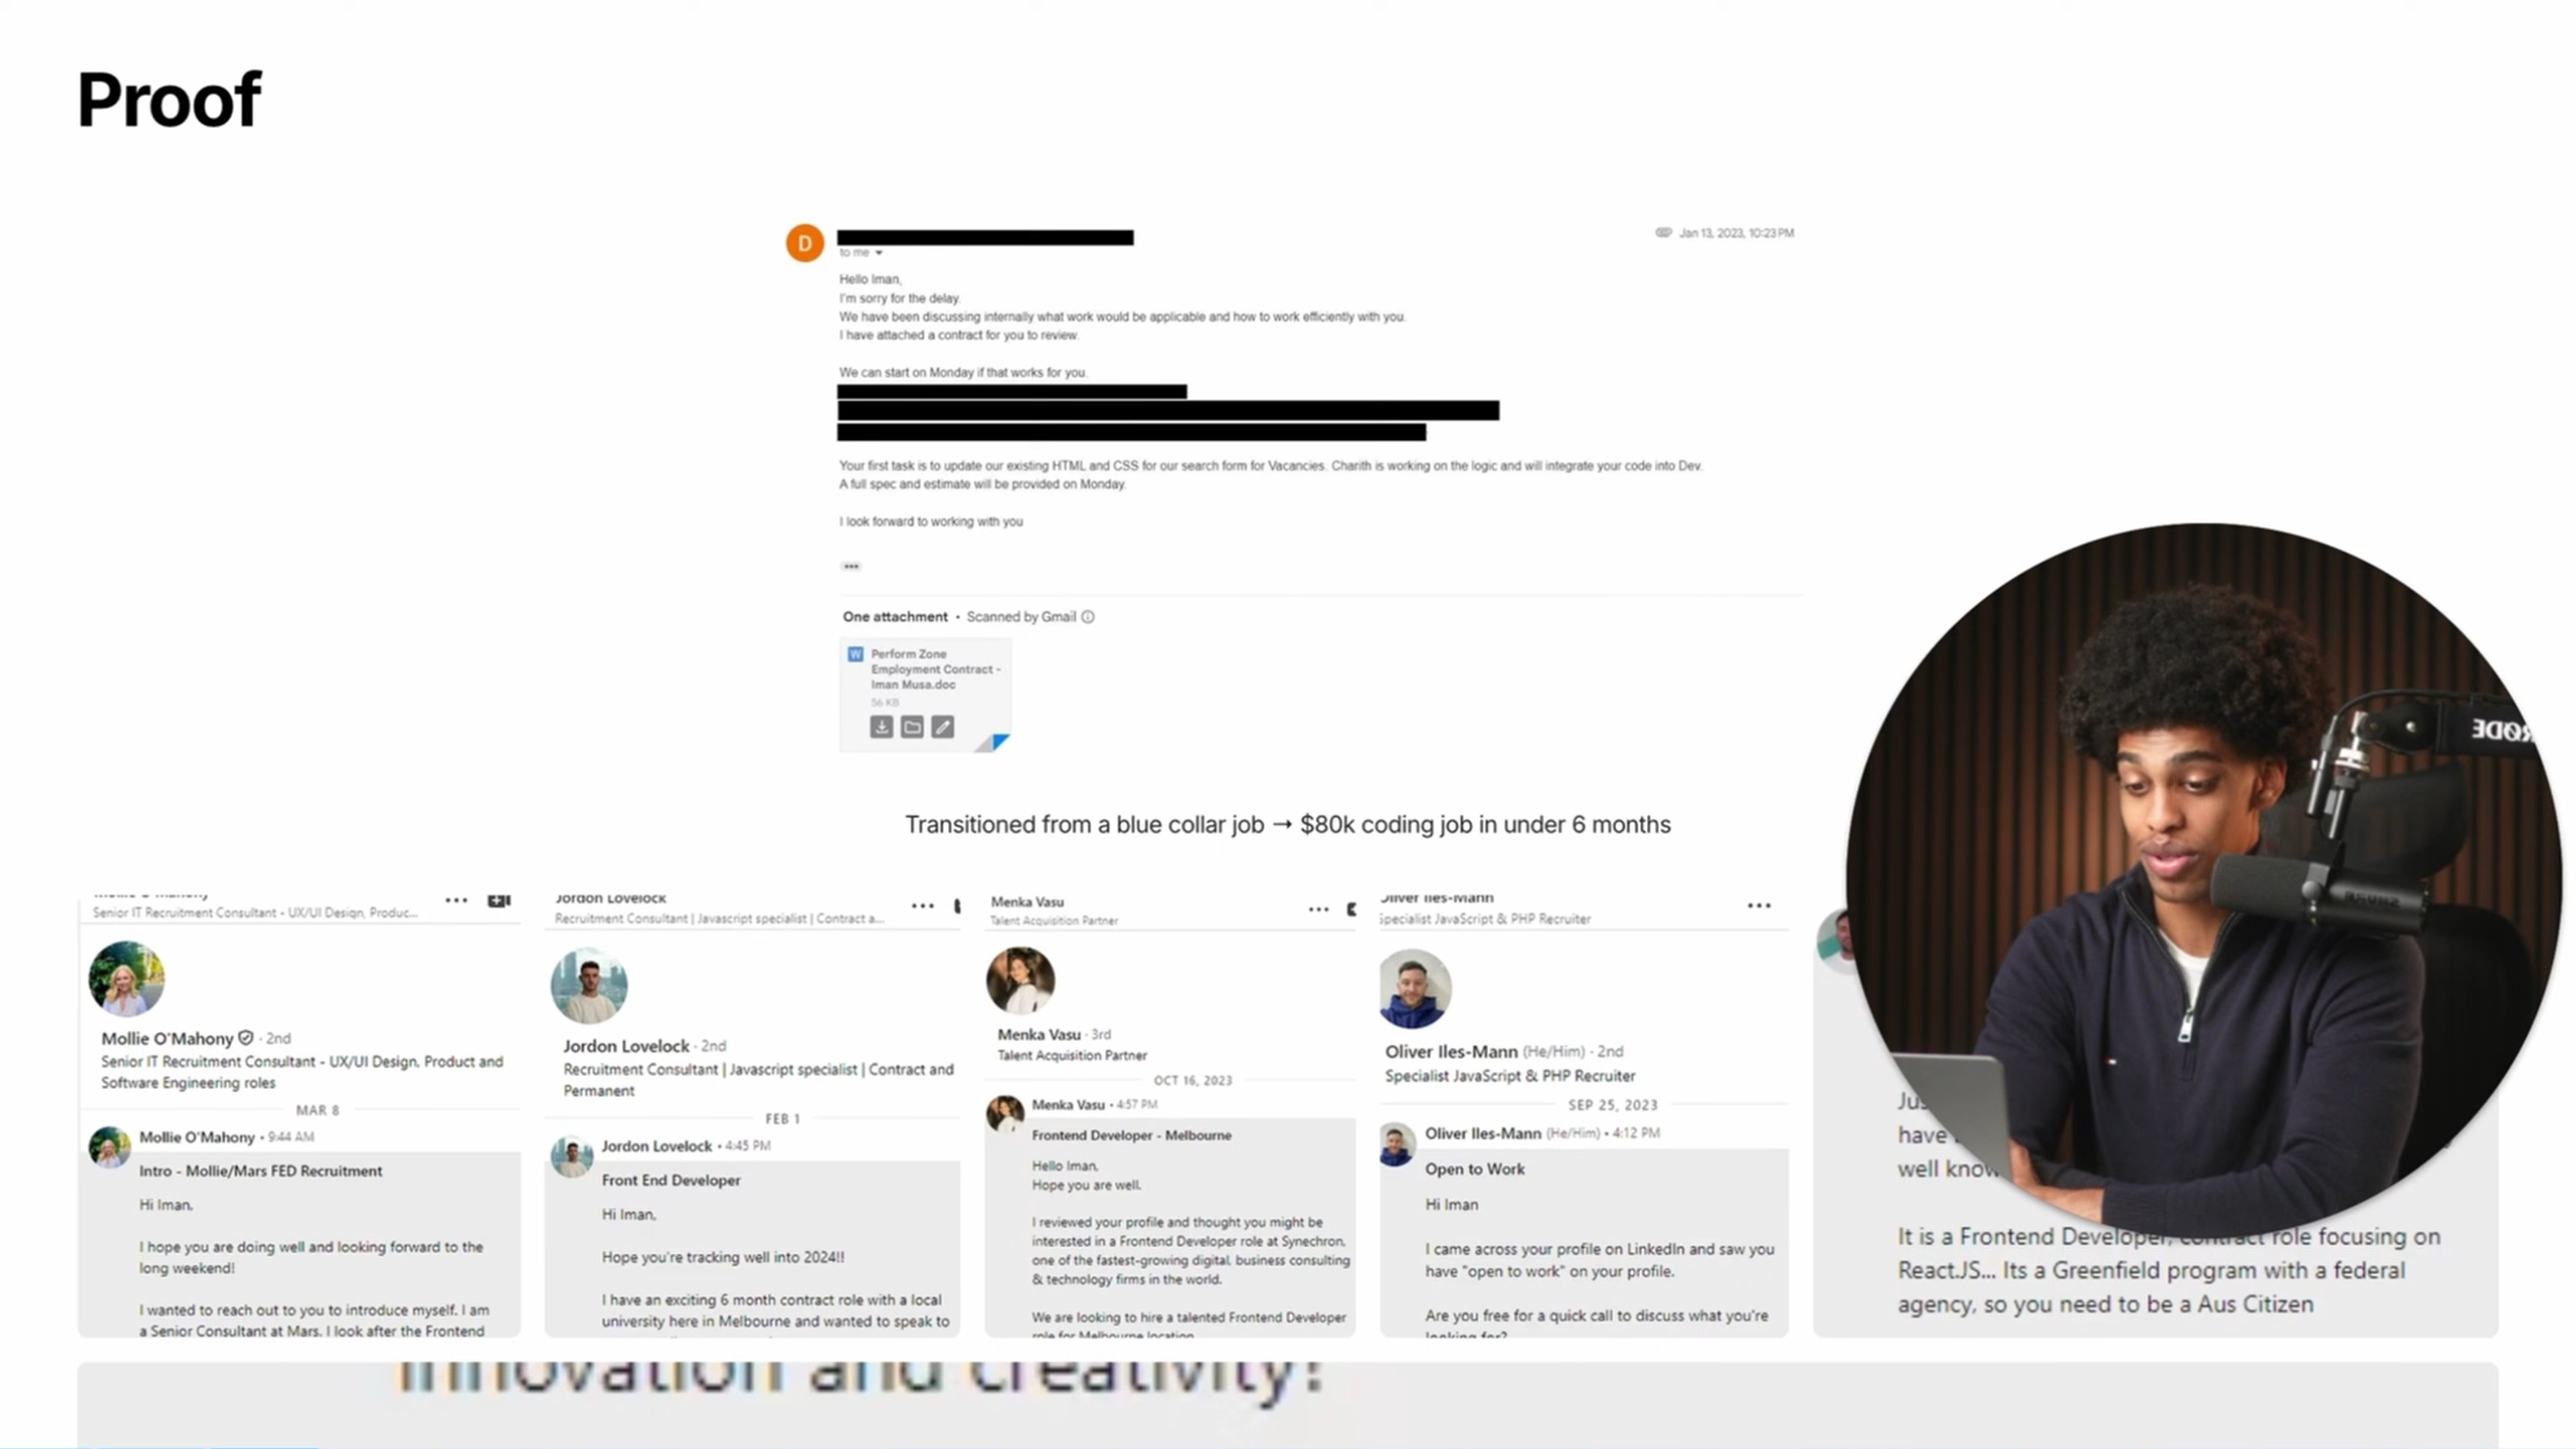 Proof
D
Jan 13, 2023, 10:23 PM
to me
Hello Iman,
I'm sorry for the delay.
We have been discussing internally what work would be applicable and how to work efficiently with you.
I have attached a contract for you to review.
We can start on Monday if that works for you.
Your first task is to update our existing HTML and CSS for our search form for Vacancies. Charith is working on the logic and will integrate your code into Dev.
A full spec and estimate will be provided on Monday.
I look forward to working with you
One attachment • Scanned by Gmail
W Perform Zone
Employment Contract -
Iman Musa.doc
56 KB
Transitioned from a blue collar job → $80k coding job in under 6 months
Mollie O'Mahony
Senior IT Recruitment Consultant - UX/UI Design, Produc...
Mollie O'Mahony · 2nd
Senior IT Recruitment Consultant - UX/UI Design, Product and
Software Engineering roles
MAR 8
Mollie O'Mahony • 9:44 AM
Intro - Mollie/Mars FED Recruitment
Hi Iman,
I hope you are doing well and looking forward to the
long weekend!
I wanted to reach out to you to introduce myself. I am
a Senior Consultant at Mars. I look after the Frontend
Jordon Lovelock
Recruitment Consultant | Javascript specialist | Contract a...
Jordon Lovelock · 2nd
Recruitment Consultant | Javascript specialist | Contract and
Permanent
FEB 1
Jordon Lovelock • 4:45 PM
Front End Developer
Hi Iman,
Hope you're tracking well into 2024!!
I have an exciting 6 month contract role with a local
university here in Melbourne and wanted to speak to
Menka Vasu
Talent Acquisition Partner
Menka Vasu · 3rd
Talent Acquisition Partner
OCT 16, 2023
Menka Vasu • 4:57 PM
Frontend Developer - Melbourne
Hello Iman,
Hope you are well.
I reviewed your profile and thought you might be
interested in a Frontend Developer role at Synechron,
one of the fastest-growing digital, business consulting
& technology firms in the world.
We are looking to hire a talented Frontend Developer
role for Melbourne location
Oliver Iles-Mann
Specialist JavaScript & PHP Recruiter
Oliver Iles-Mann (He/Him) · 2nd
Specialist JavaScript & PHP Recruiter
SEP 25, 2023
Oliver Iles-Mann (He/Him) • 4:12 PM
Open to Work
Hi Iman
I came across your profile on LinkedIn and saw you
have "open to work" on your profile.
Are you free for a quick call to discuss what you're
looking for?
have
well know
It is a Frontend Developer, contract role focusing on
React.JS... Its a Greenfield program with a federal
agency, so you need to be a Aus Citizen
innovation and creativity!
RØDE
SHURE